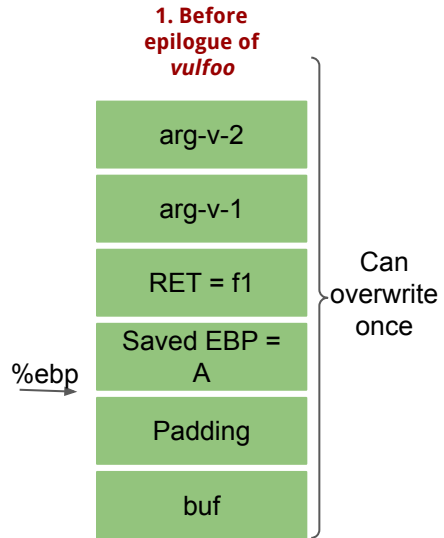 1. Before
epilogue of
vulfoo
arg-v-2
arg-v-1
RET = f1
Can
overwrite
once
Saved EBP =
A
%ebp
Padding
buf